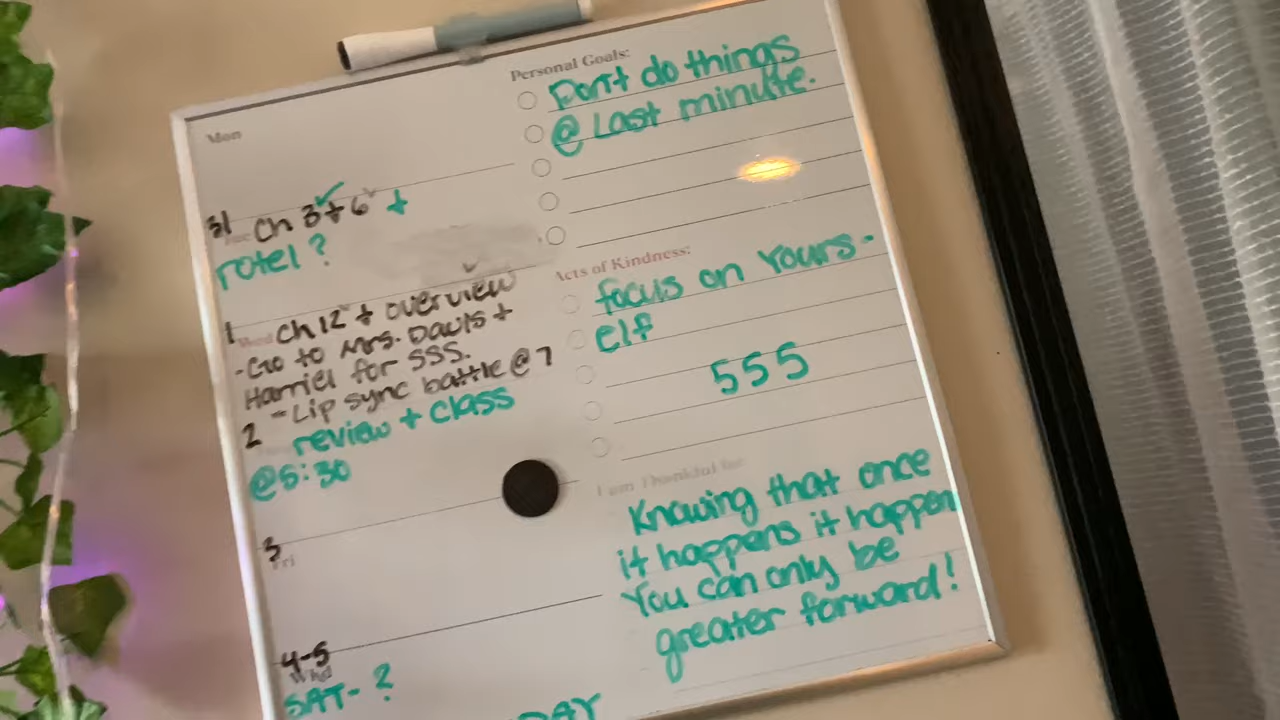 Mon
31 Ch 3 + 6 +
rotel ?
1 Wed Ch 12 + overview
- Go to Mrs. Davis +
Harriel for SSS.
- Lip sync battle @ 7
2 review + class
@5:30
3
Fri
4-5
SAT- ?
DAY
Personal Goals:
Don't do things
@ Last minute.
Acts of Kindness:
focus on Yours-
elf
555
I am Thankful for
Knowing that once
it happens it happen
You can only be
greater forward!